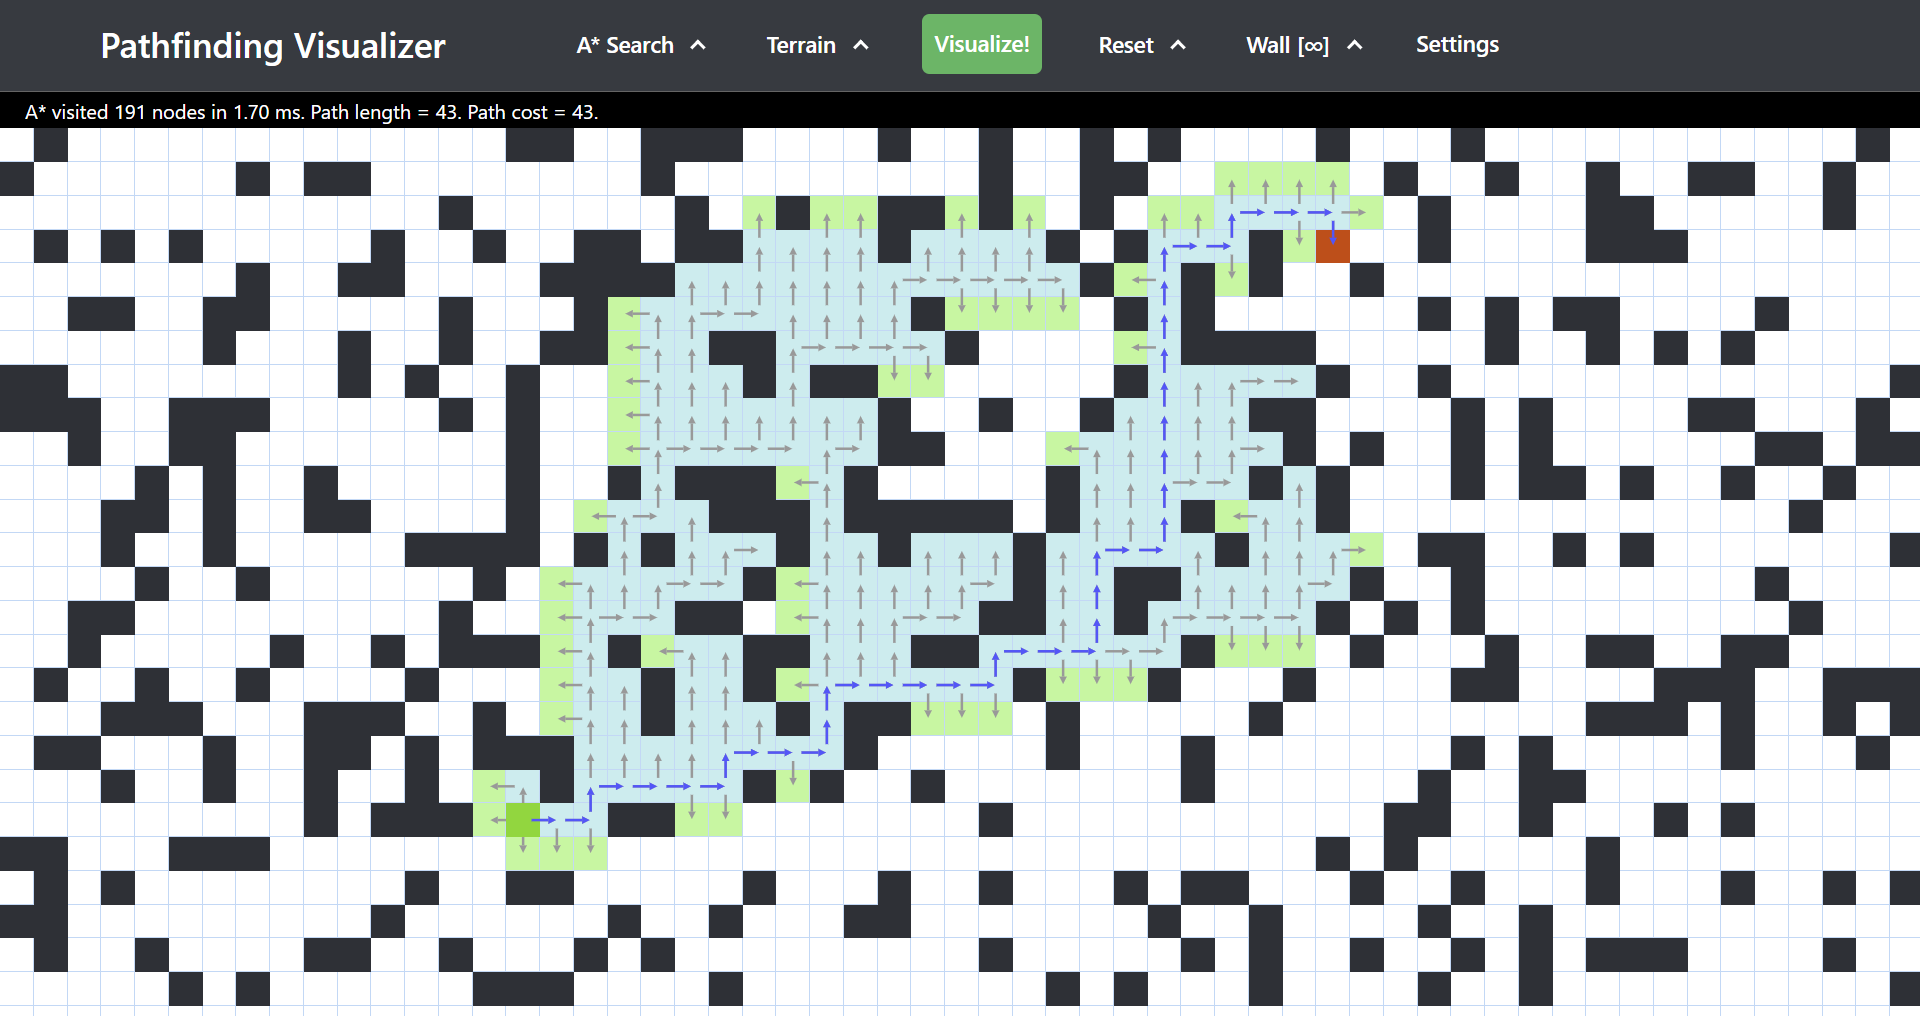 Pathfinding Visualizer
A* Search
Terrain
Visualize!
Reset
Wall [∞]
Settings
A* visited 191 nodes in 1.70 ms. Path length = 43. Path cost = 43.